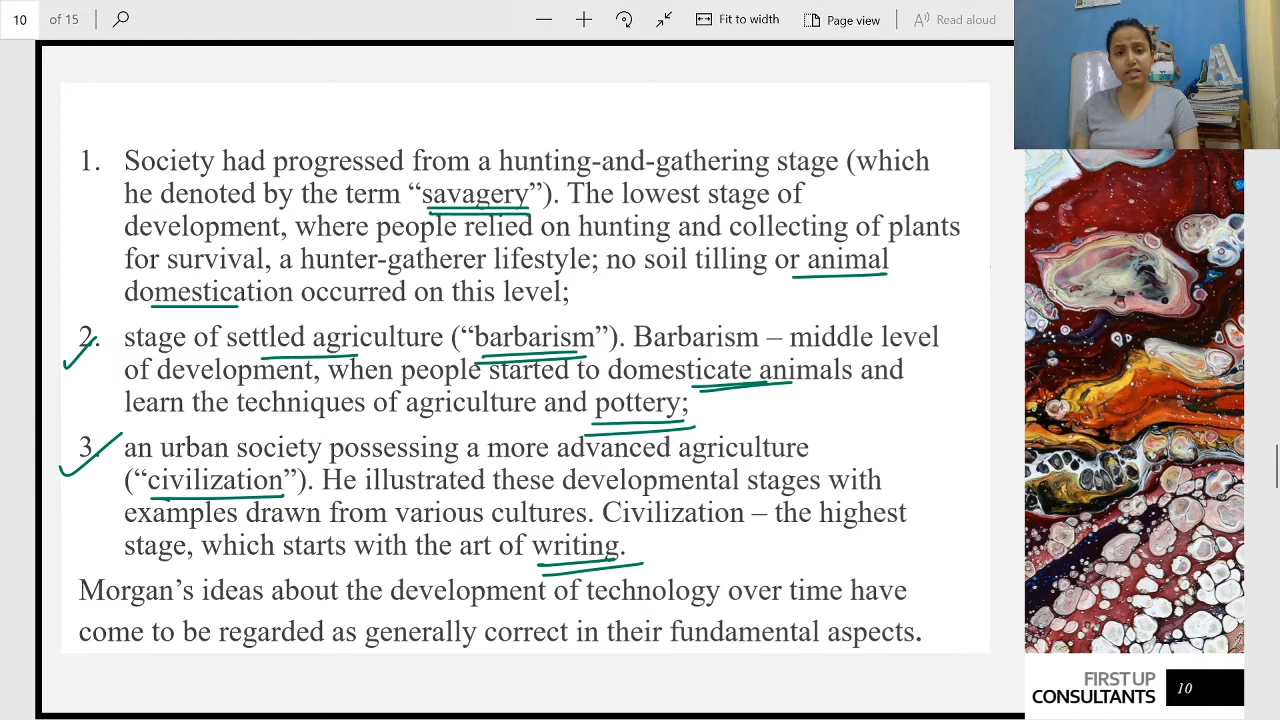 10 of 15 Fit to width Page view Read aloud
1. Society had progressed from a hunting-and-gathering stage (which
he denoted by the term “savagery”). The lowest stage of
development, where people relied on hunting and collecting of plants
for survival, a hunter-gatherer lifestyle; no soil tilling or animal
domestication occurred on this level;
2. stage of settled agriculture (“barbarism”). Barbarism – middle level
of development, when people started to domesticate animals and
learn the techniques of agriculture and pottery;
3. an urban society possessing a more advanced agriculture
(“civilization”). He illustrated these developmental stages with
examples drawn from various cultures. Civilization – the highest
stage, which starts with the art of writing.
Morgan’s ideas about the development of technology over time have
come to be regarded as generally correct in their fundamental aspects.
FIRST UP
CONSULTANTS
10